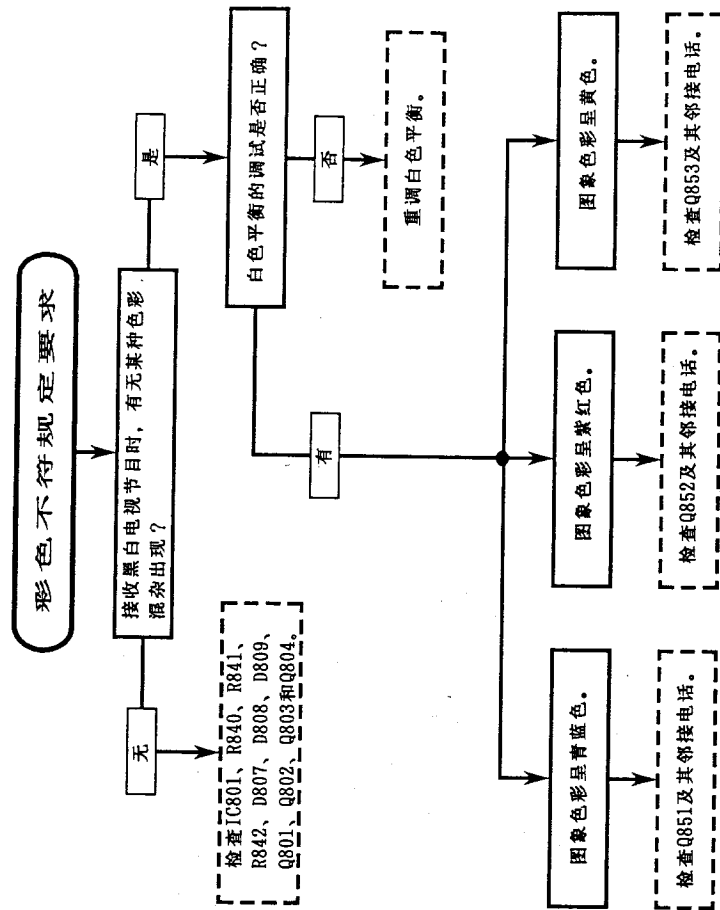 彩色不符规定要求
接收黑白电视节目时，有无某种色彩
混杂出现？
无
是
检查IC801、R840、R841、
R842、D807、D808、D809、
Q801、Q802、Q803和Q804。
白色平衡的调试是否正确？
有
否
重调白色平衡。
图象色彩呈青蓝色。
图象色彩呈紫红色。
图象色彩呈黄色。
检查Q851及其邻接电话。
检查Q852及其邻接电话。
检查Q853及其邻接电话。